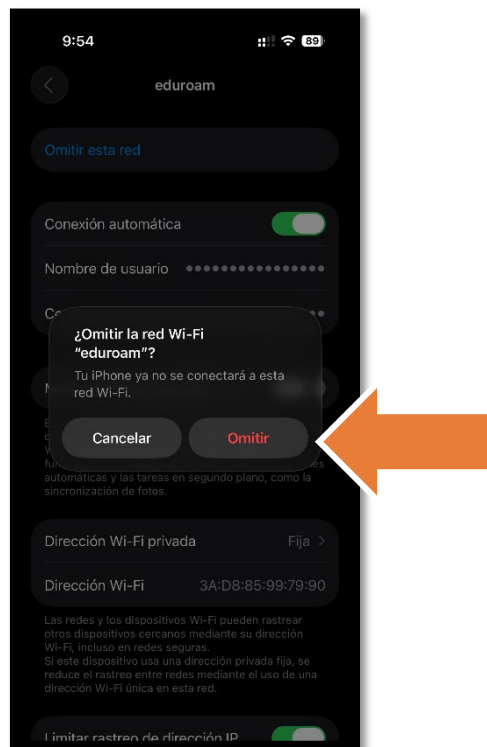 9:54
89
eduroam
Omitir esta red
Conexión automática
Nombre de usuario ••••••••••••••••
¿Omitir la red Wi-Fi
“eduroam”?
Tu iPhone ya no se conectará a esta
red Wi-Fi.
Cancelar Omitir
automáticas y las tareas en segundo plano, como la
sincronización de fotos.
Dirección Wi-Fi privada Fija >
Dirección Wi-Fi 3A:D8:85:99:79:90
Las redes y los dispositivos Wi-Fi pueden rastrear
otros dispositivos cercanos mediante su dirección
Wi-Fi, incluso en redes seguras.
Si este dispositivo usa una dirección privada fija, se
reduce el rastreo entre redes mediante el uso de una
dirección Wi-Fi única en esta red.
Limitar rastreo de dirección IP